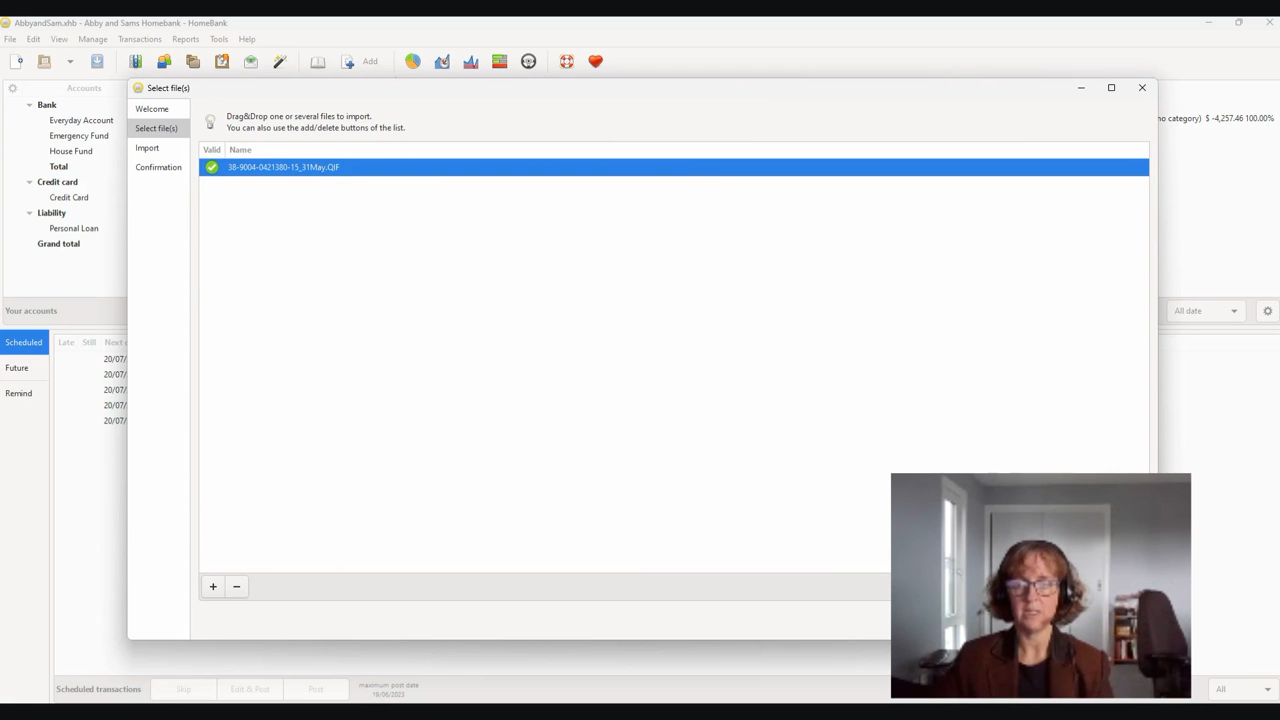 AbbyandSam.xhb - Abby and Sams Homebank - HomeBank
File Edit View Manage Transactions Reports Tools Help
Add
Accounts
Bank
Everyday Account
Emergency Fund
House Fund
Total
Credit card
Credit Card
Liability
Personal Loan
Grand total
Your accounts
Select file(s)
Welcome
Select file(s)
Import
Confirmation
Drag&Drop one or several files to import.
You can also use the add/delete buttons of the list.
Valid Name
38-9004-0421380-15_31May.QIF
+ −
no category) $ -4,257.46 100.00%
All date
Scheduled
Future
Remind
Late Still Next
20/07/
20/07/
20/07/
20/07/
20/07/
Scheduled transactions Skip Edit & Post Post
maximum post date
19/06/2023
All